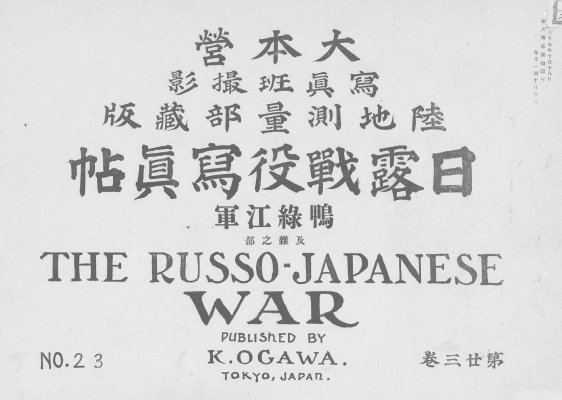 大本營
寫眞班撮影
陸地測量部藏版
日露戰役寫眞帖
鴨綠江軍
及雜之部
THE RUSSO-JAPANESE
WAR
PUBLISHED BY
K.OGAWA.
TOKYO, JAPAN.
NO.23
第廿三卷